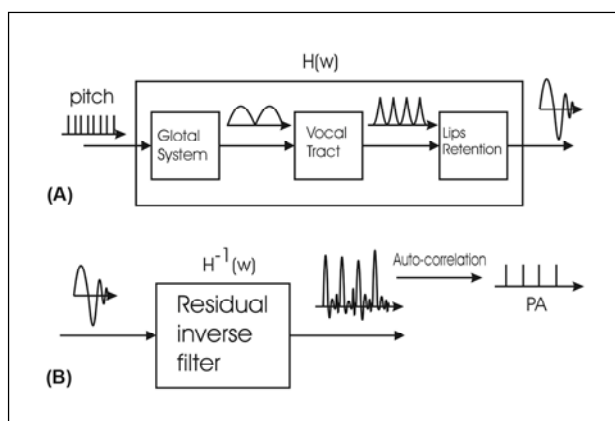 H(w)
pitch
Glotal
System
Vocal
Tract
Lips
Retention
(A)
H-1(w)
Auto-correlation
Residual
inverse
filter
PA
(B)